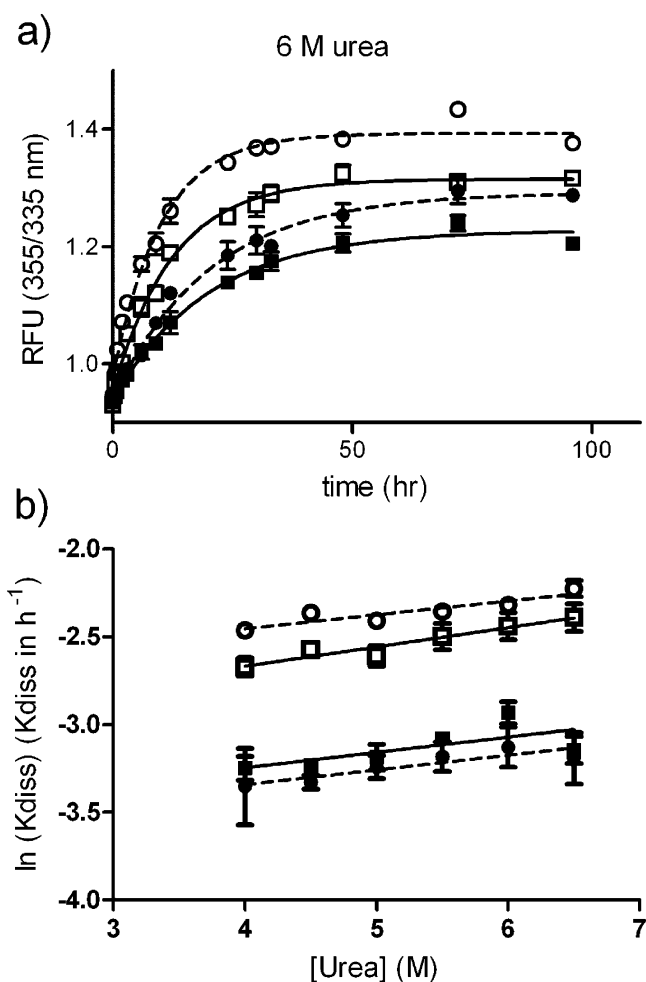 a)
6 M urea
1.4
1.2
1.0
RFU (355/335 nm)
0
50
100
time (hr)
b)
-2.0
-2.5
-3.0
-3.5
-4.0
ln (Kdiss) (Kdiss in h⁻¹)
3
4
5
6
7
[Urea] (M)